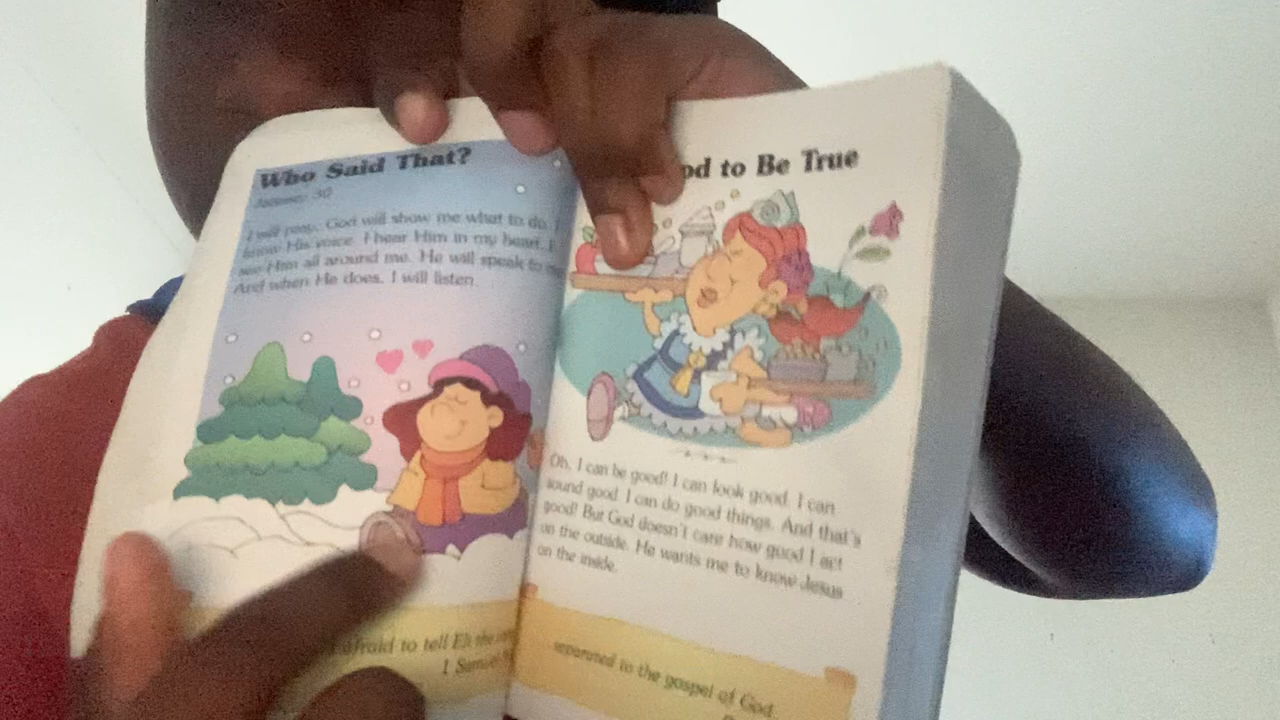 Who Said That?
January 30
I will pray. God will show me what to do. I
know His voice. I hear Him in my heart. I
see Him all around me. He will speak to me.
And when He does, I will listen.
afraid to tell Eli the
1 Samuel
od to Be True
Oh, I can be good! I can look good. I can
sound good. I can do good things. And that's
good! But God doesn't care how good I act
on the outside. He wants me to know Jesus
on the inside.
separated to the gospel of God.